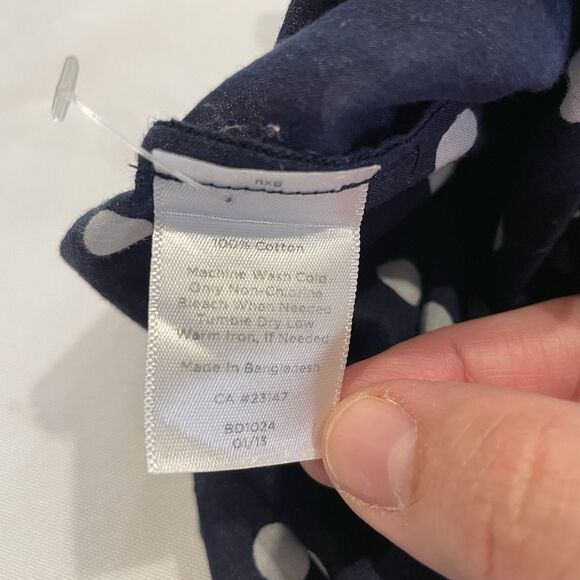 100% Cotton
Machine Wash Cold
Only Non-Chlorine
Bleach When Needed
Tumble Dry Low
Warm Iron, If Needed
Made In Bangladesh
CA #23147
BD1024
01/13